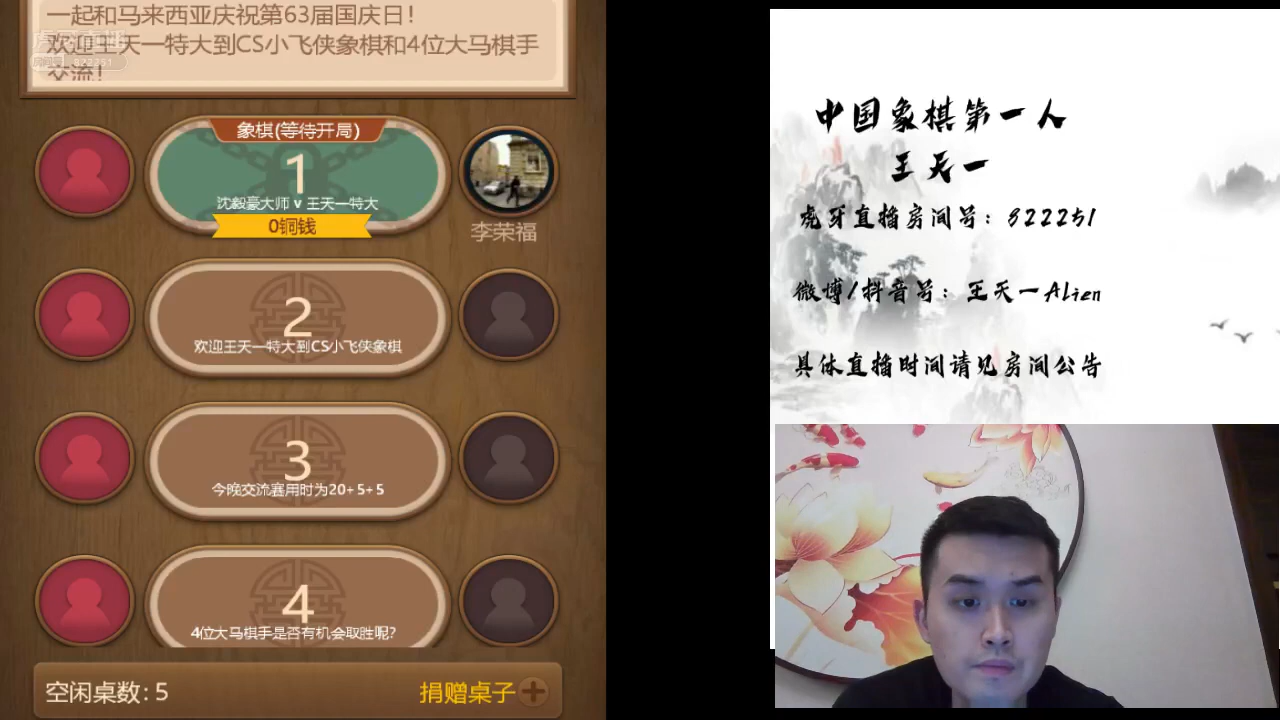 一起和马来西亚庆祝第63届国庆日!
欢迎王天一特大到CS小飞侠象棋和4位大马棋手
交流!
虎牙直播
房间号 822251
象棋(等待开局)
1
沈毅豪大师 v 王天一特大
0铜钱
李荣福
2
欢迎王天一特大到CS小飞侠象棋
3
今晚交流赛用时为20+5+5
4
4位大马棋手是否有机会取胜呢?
空闲桌数: 5
捐赠桌子
中国象棋第一人
王天一
虎牙直播房间号: 822251
微博/抖音号: 王天一Alien
具体直播时间请见房间公告